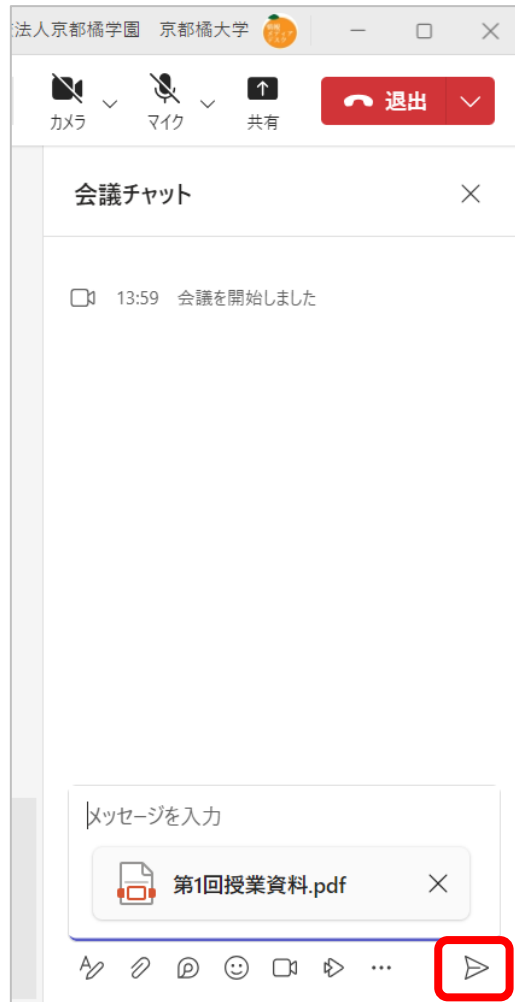 法人京都橘学園 京都橘大学
カメラ
マイク
共有
退出
会議チャット
13:59 会議を開始しました
メッセージを入力
第1回授業資料.pdf